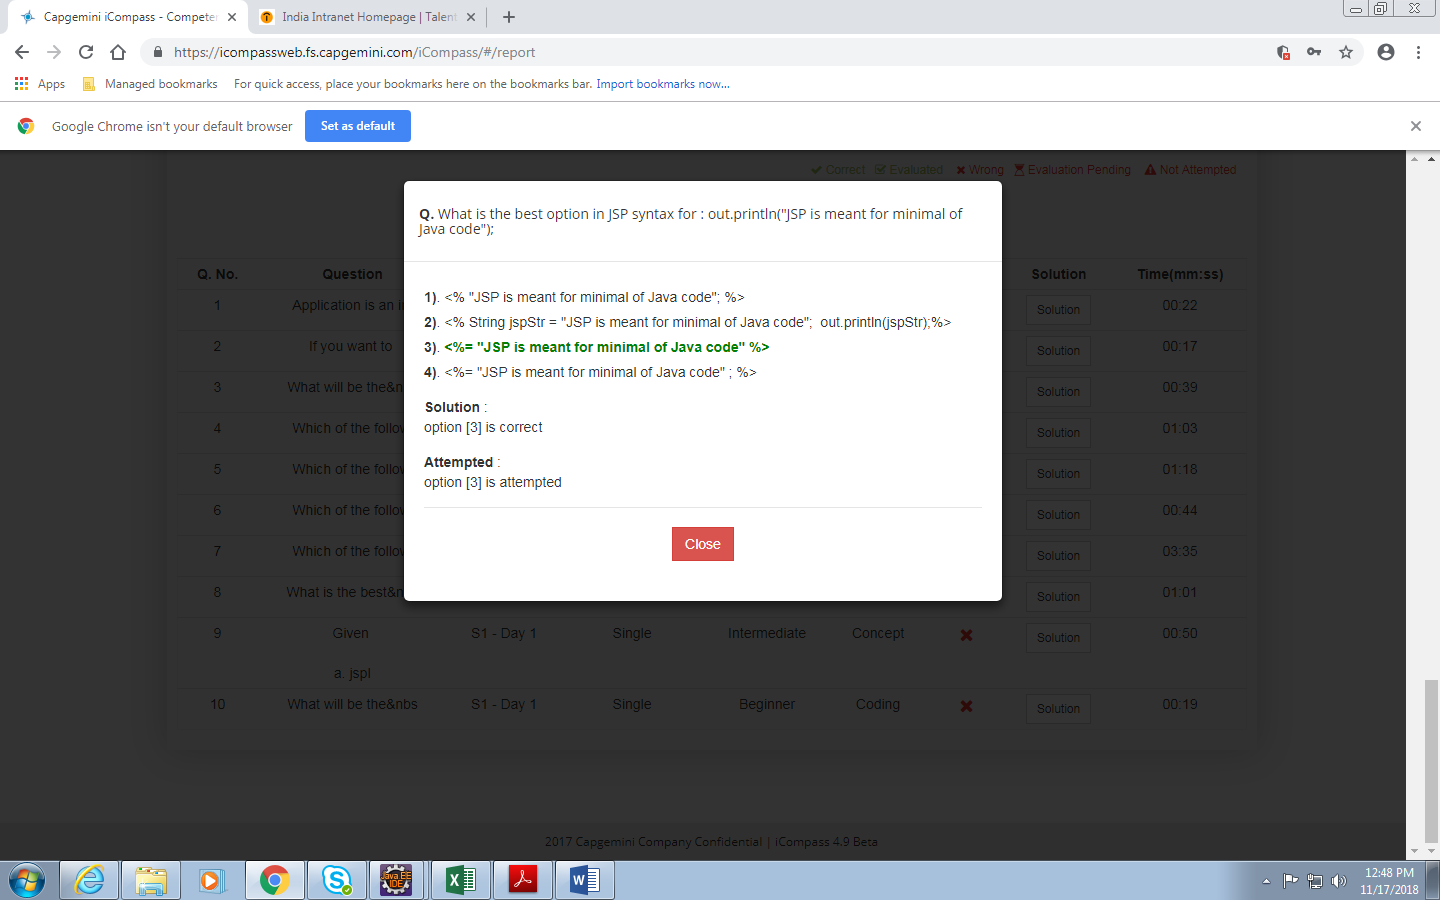 Capgemini iCompass - Competen
India Intranet Homepage | Talent
https://icompassweb.fs.capgemini.com/iCompass/#/report
Apps
Managed bookmarks
For quick access, place your bookmarks here on the bookmarks bar. Import bookmarks now...
Google Chrome isn't your default browser
Set as default
Correct Evaluated Wrong Evaluation Pending Not Attempted
Q. What is the best option in JSP syntax for : out.println("JSP is meant for minimal of
Java code");
Q. No. Question Solution Time(mm:ss)
1). <% "JSP is meant for minimal of Java code"; %>
2). <% String jspStr = "JSP is meant for minimal of Java code";  out.println(jspStr);%>
3). <%= "JSP is meant for minimal of Java code" %>
4). <%= "JSP is meant for minimal of Java code" ; %>
Solution :
option [3] is correct
Attempted :
option [3] is attempted
Close
1 Application is an i Solution 00:22
2 If you want to Solution 00:17
3 What will be the&n Solution 00:39
4 Which of the follo Solution 01:03
5 Which of the follo Solution 01:18
6 Which of the follo Solution 00:44
7 Which of the follo Solution 03:35
8 What is the best&n Solution 01:01
9 Given S1 - Day 1 Single Intermediate Concept Solution 00:50
a. jspl
10 What will be the&nbs S1 - Day 1 Single Beginner Coding Solution 00:19
2017 Capgemini Company Confidential | iCompass 4.9 Beta
Java EE
IDE
12:48 PM
11/17/2018